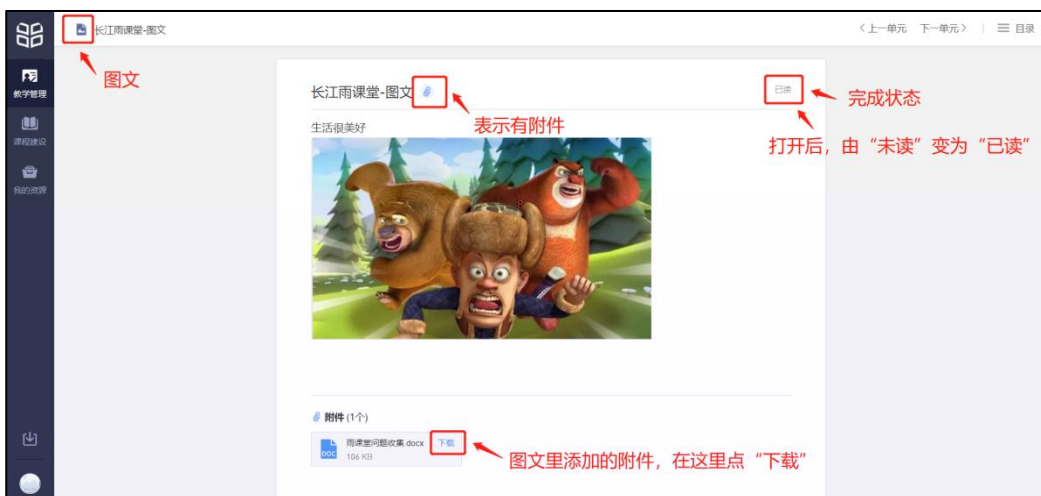 长江雨课堂-图文
〈上一单元 下一单元〉
目录
图文
教学管理
课程建设
我的资源
长江雨课堂-图文
已读
完成状态
表示有附件
打开后，由“未读”变为“已读”
生活很美好
附件(1个)
雨课堂问题收集.docx
下载
DOC
186 KB
图文里添加的附件，在这里点“下载”